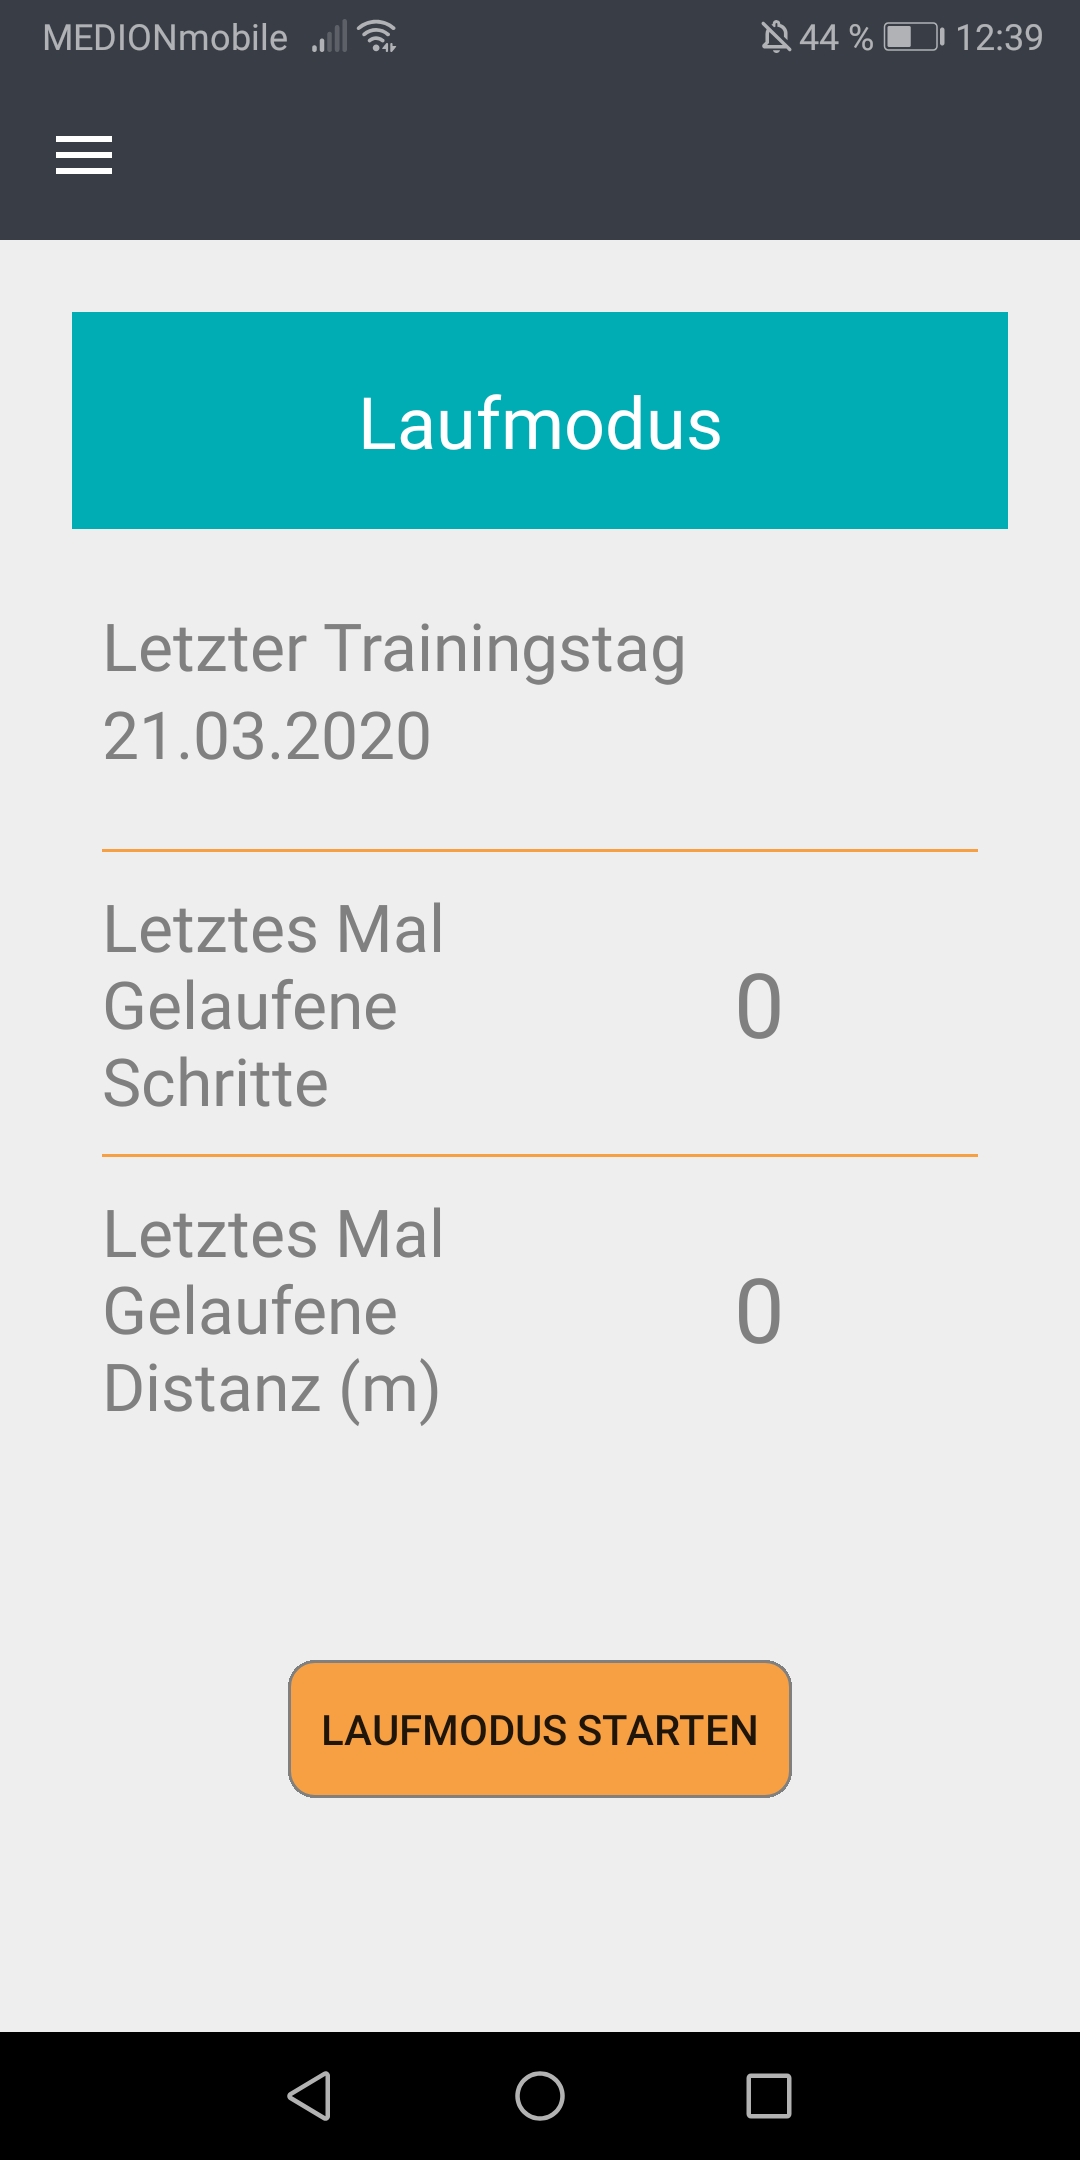 MEDIONmobile 44 % 12:39
Laufmodus
Letzter Trainingstag
21.03.2020
Letztes Mal
Gelaufene
Schritte
0
Letztes Mal
Gelaufene
Distanz (m)
0
LAUFMODUS STARTEN